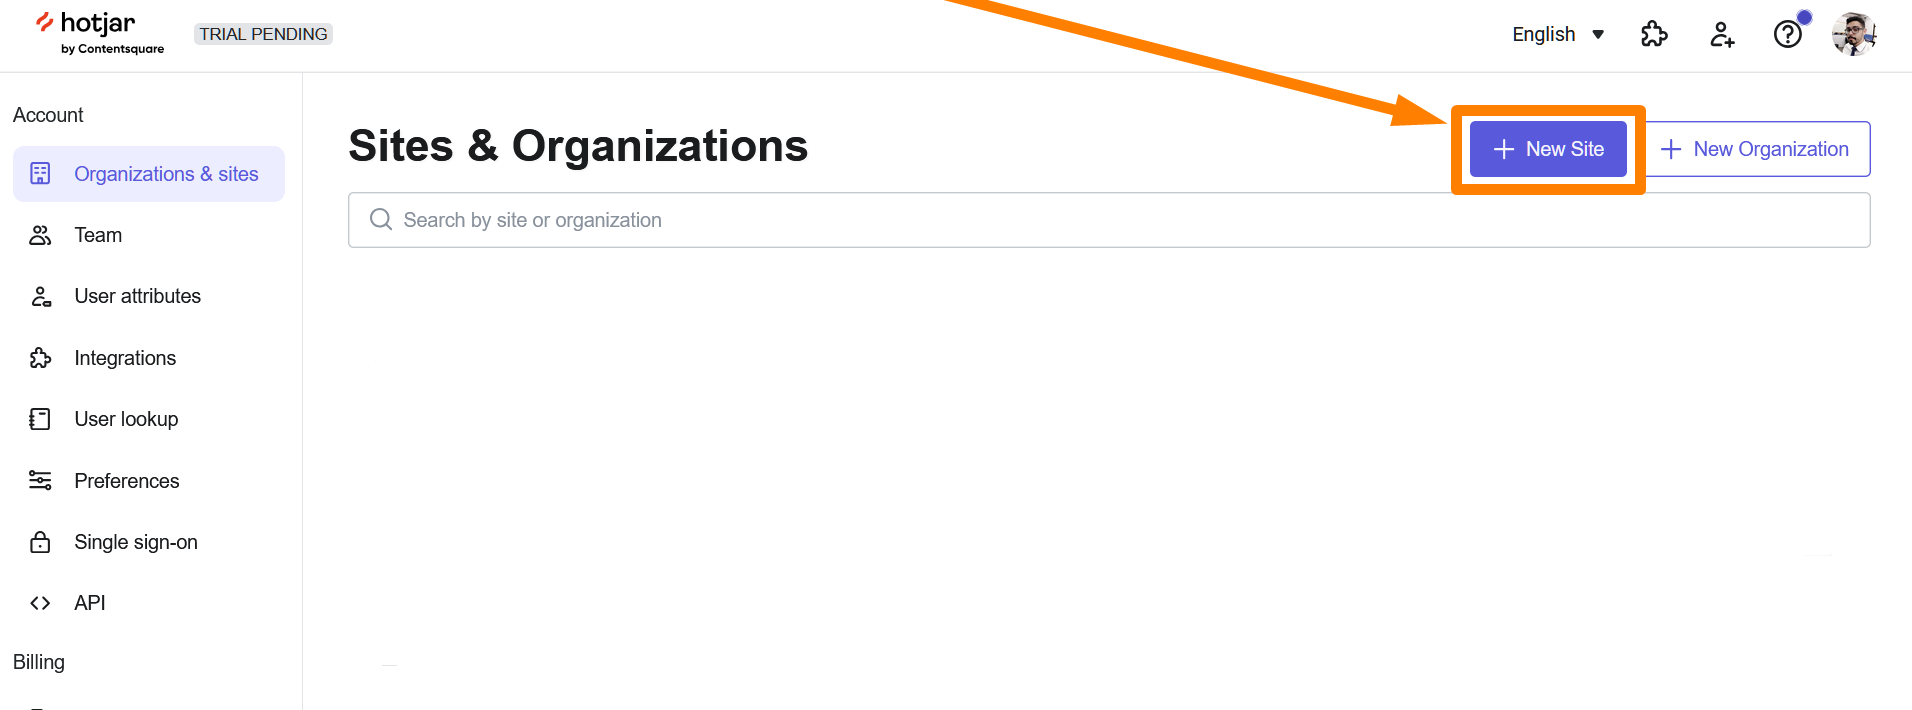 hotjar
by Contentsquare
TRIAL PENDING
English
Account
Organizations & sites
Team
User attributes
Integrations
User lookup
Preferences
Single sign-on
API
Billing
Sites & Organizations
New Site
New Organization
Search by site or organization